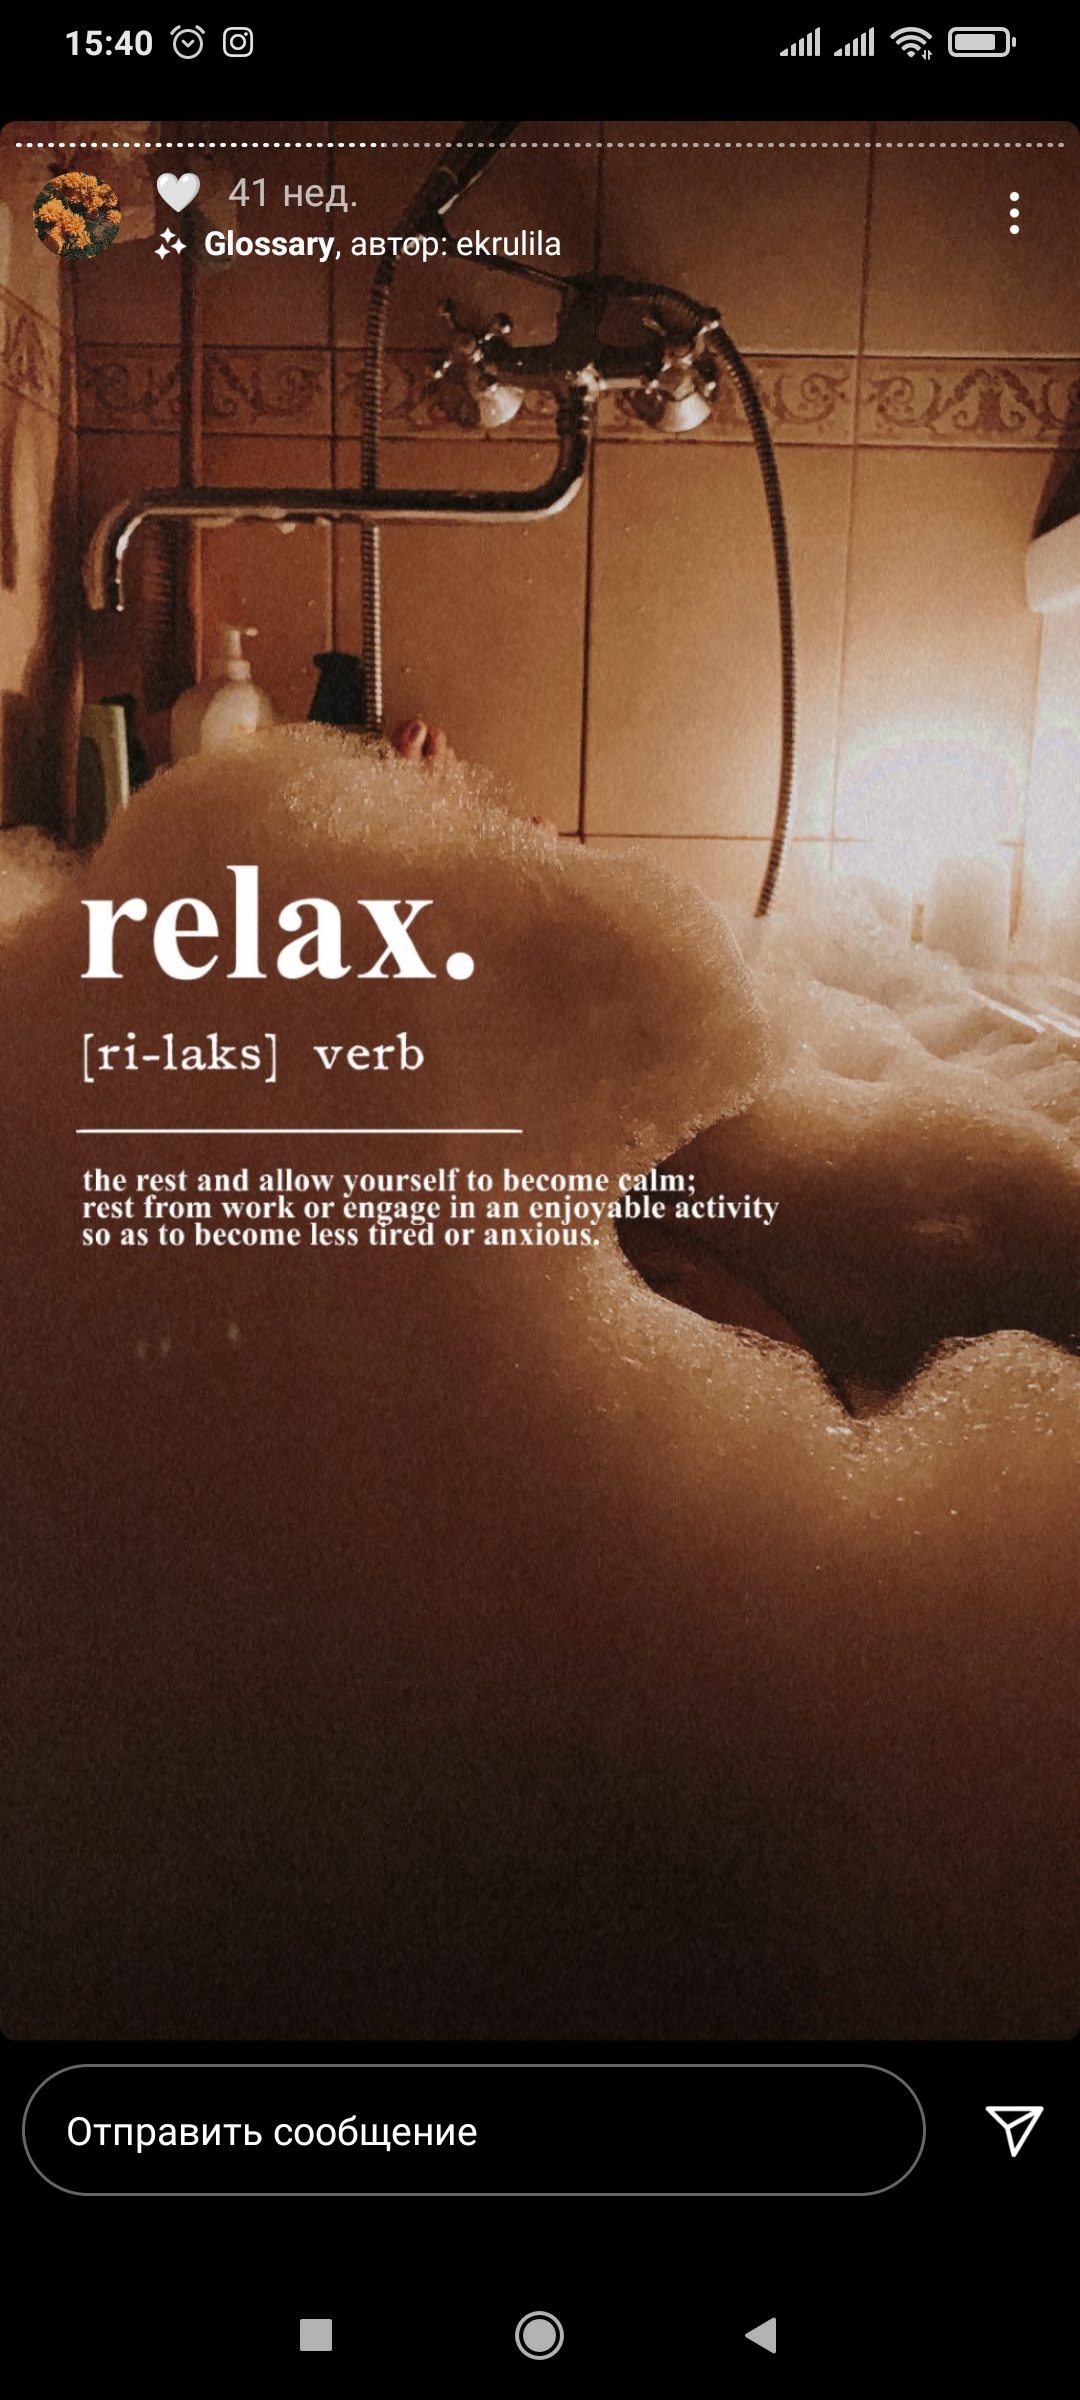 15:40
41 нед.
Glossary, автор: ekrulila
relax.
[ri-laks] verb
the rest and allow yourself to become calm;
rest from work or engage in an enjoyable activity
so as to become less tired or anxious.
Отправить сообщение